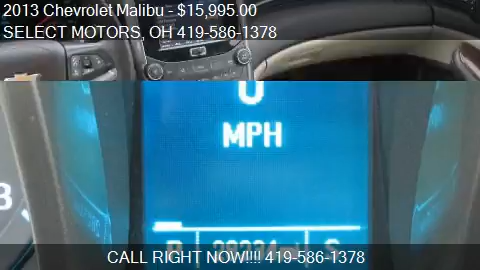 2013 Chevrolet Malibu - $15,995.00
SELECT MOTORS, OH 419-586-1378
0
MPH
CALL RIGHT NOW!!!! 419-586-1378